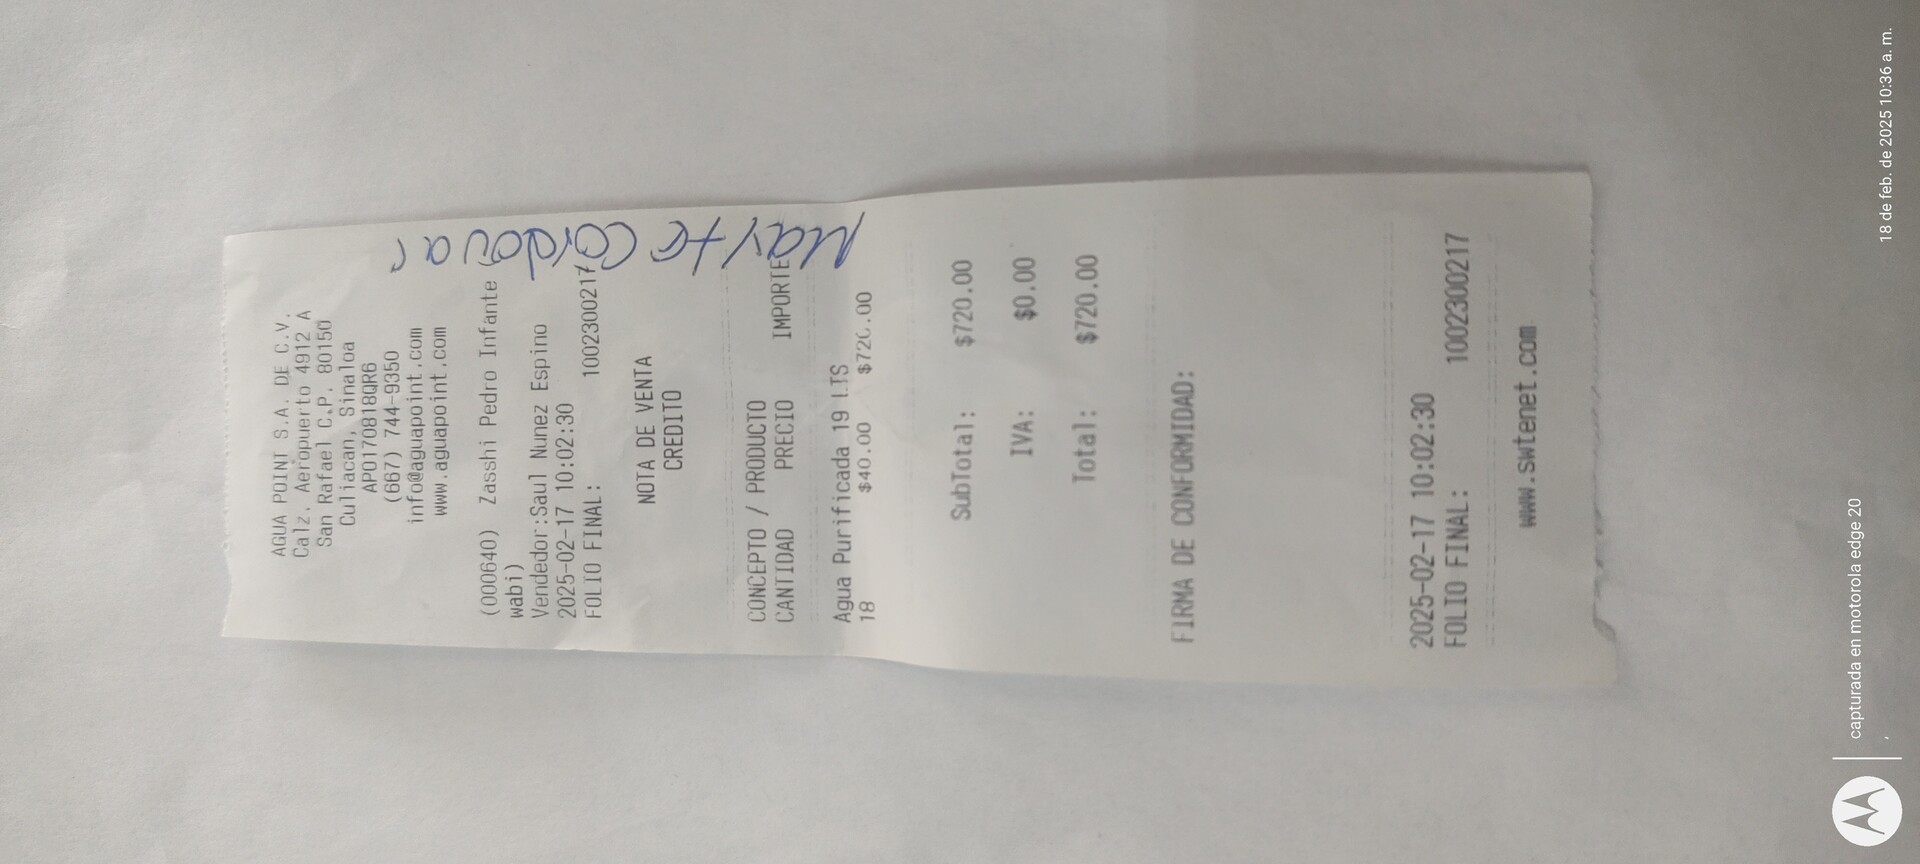 AGUA POINT S.A. DE C.V.
Calz. Aeropuerto 4912 A
San Rafael C.P. 80150
Culiacan, Sinaloa
APO170818QR6
(667) 744-9350
info@aguapoint.com
www.aguapoint.com
(000640) Zasshi Pedro Infante
wabi)
Vendedor:Saul Nunez Espino
2025-02-17 10:02:30
FOLIO FINAL: 1002300217
NOTA DE VENTA
CREDITO
CONCEPTO / PRODUCTO
CANTIDAD PRECIO IMPORTE
Agua Purificada 19 LTS
18 $40.00 $720.00
Mayte Cordova
SubTotal: $720.00
IVA: $0.00
Total: $720.00
FIRMA DE CONFORMIDAD:
2025-02-17 10:02:30
FOLIO FINAL: 1002300217
www.swtenet.com
capturada en motorola edge 20
18 de feb. de 2025 10:36 a. m.